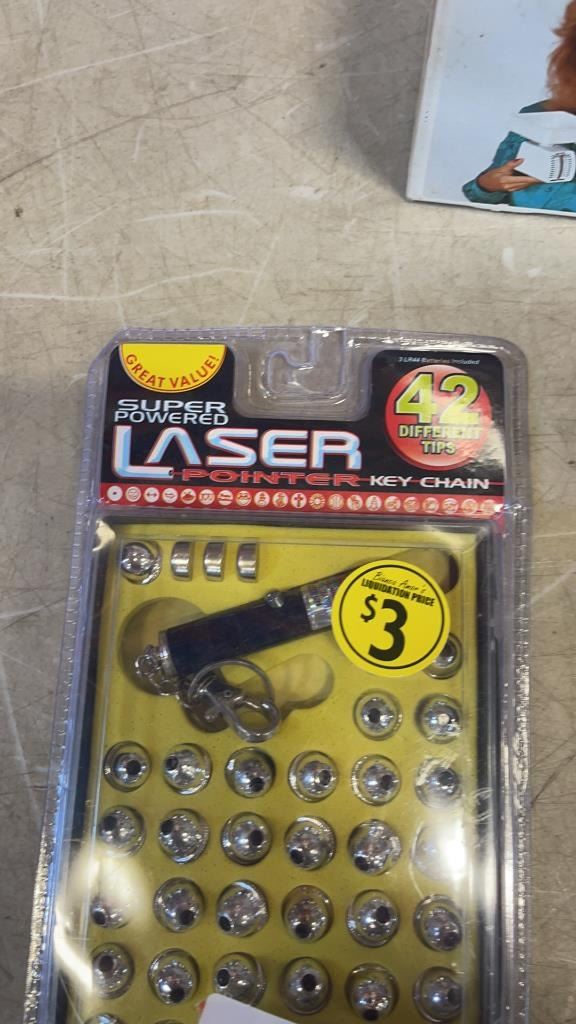 GREAT VALUE!
3 LR44 Batteries Included
SUPER
POWERED
LASER
POINTER KEY CHAIN
42
DIFFERENT
TIPS
LIQUIDATION PRICE
$3